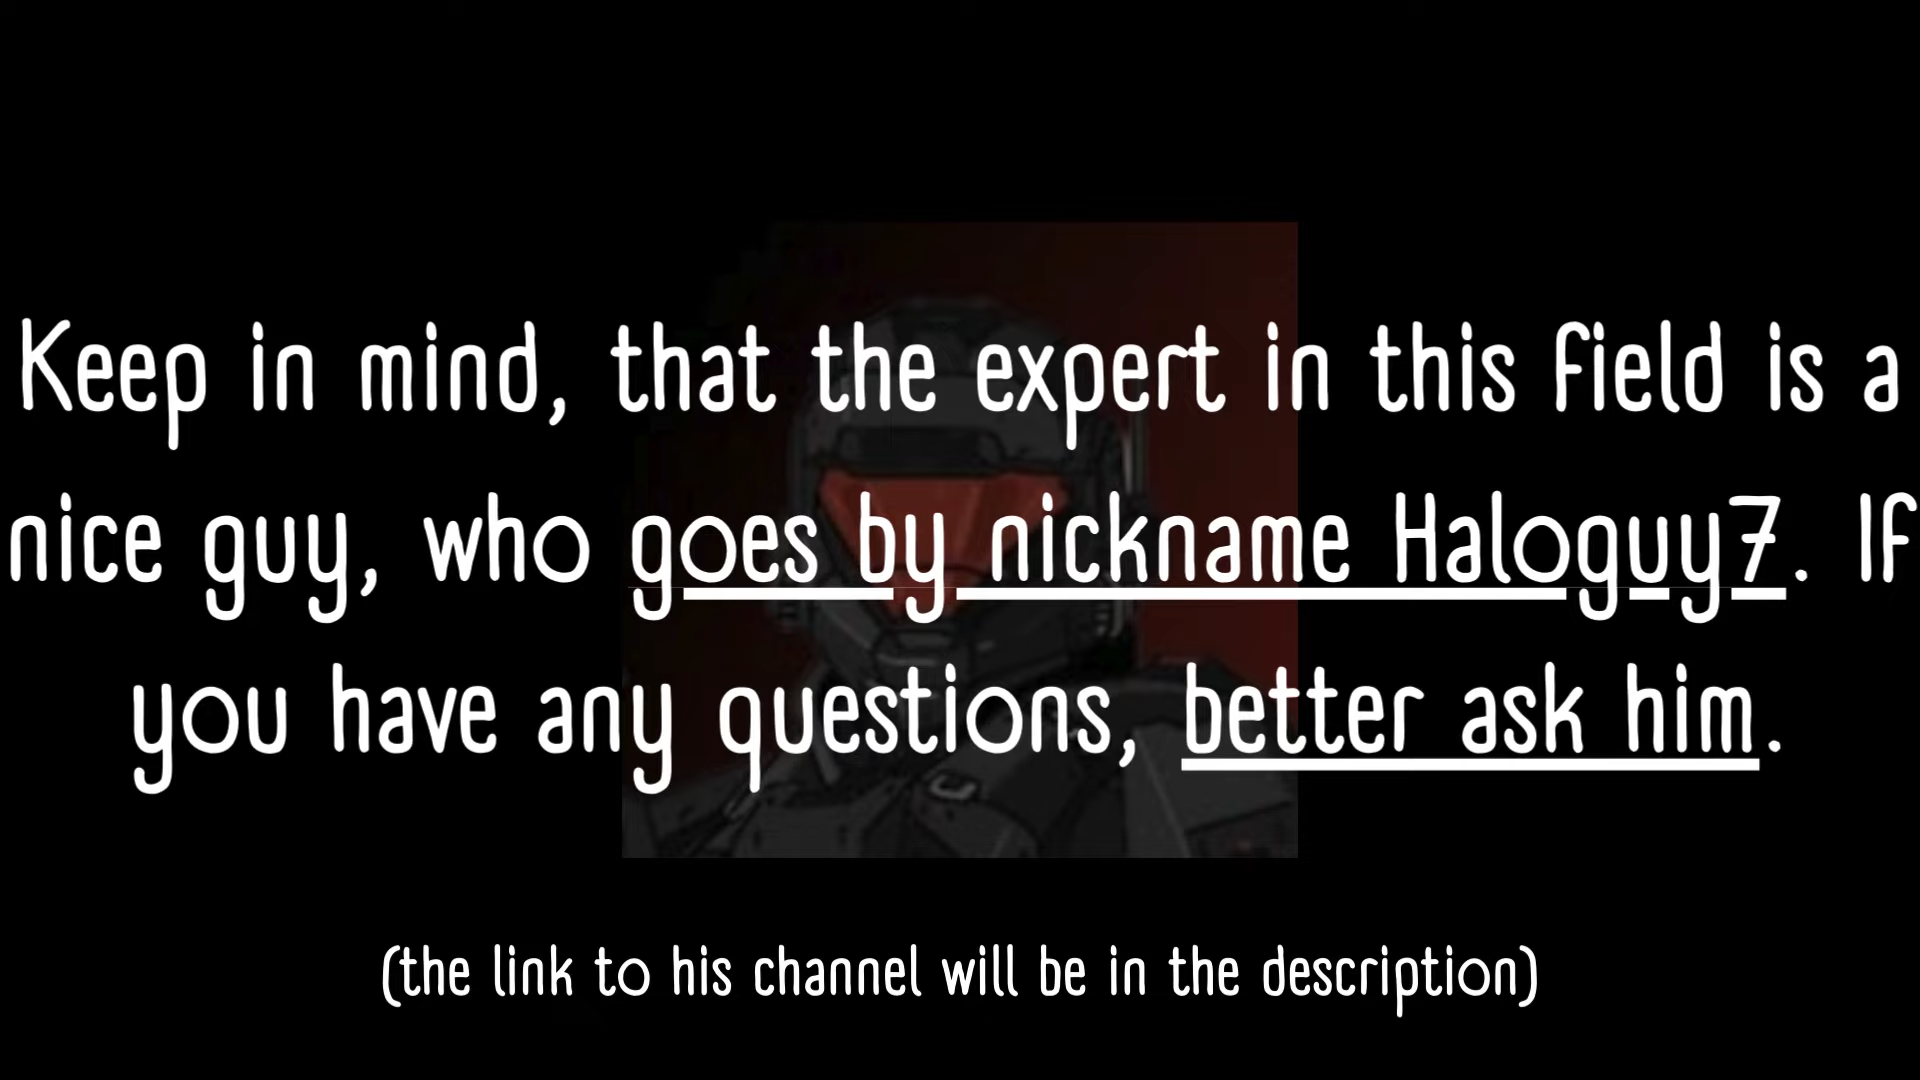 Keep in mind, that the expert in this field is a
nice guy, who goes by nickname Haloguy7. If
you have any questions, better ask him.
(the link to his channel will be in the description)